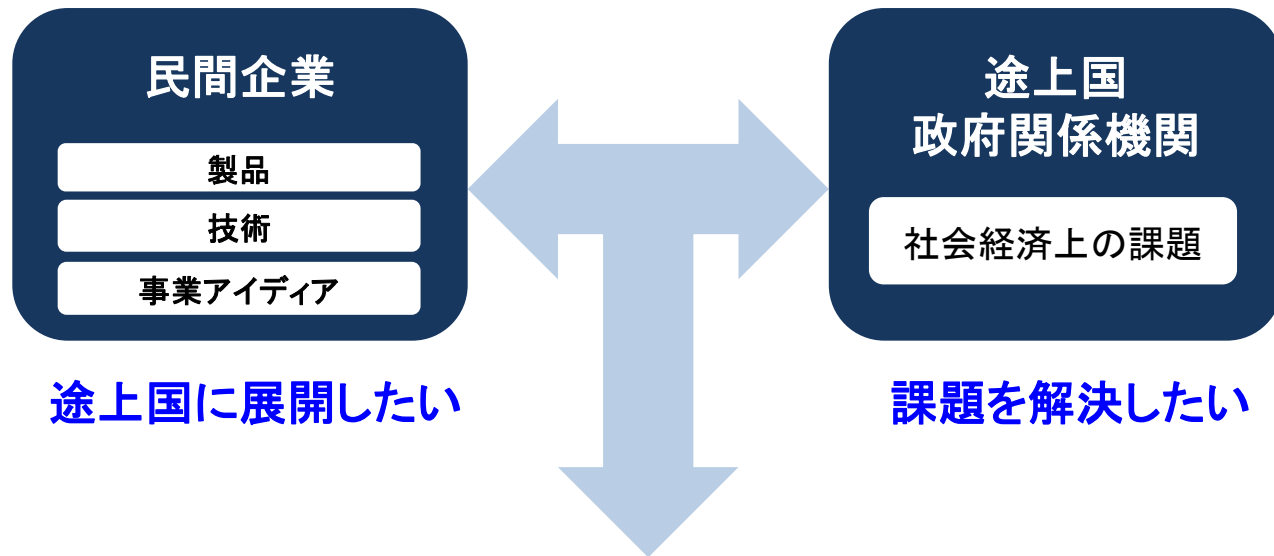 民間企業
製品
技術
事業アイディア
途上国に展開したい
途上国
政府関係機関
社会経済上の課題
課題を解決したい